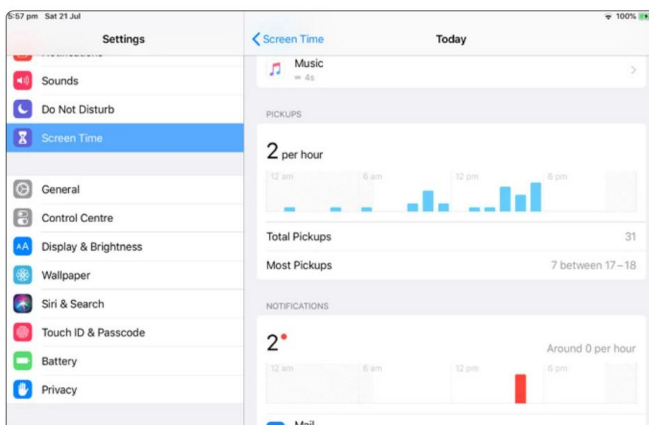 5:57 pm Sat 21 Jul
100%
Settings
Screen Time
Today
Sounds
Do Not Disturb
Screen Time
General
Control Centre
Display & Brightness
Wallpaper
Siri & Search
Touch ID & Passcode
Battery
Privacy
Music
4s
PICKUPS
2 per hour
12 am 6 am 12 pm 6 pm
Total Pickups 31
Most Pickups 7 between 17–18
NOTIFICATIONS
2
Around 0 per hour
12 am 6 am 12 pm 6 pm
Mail